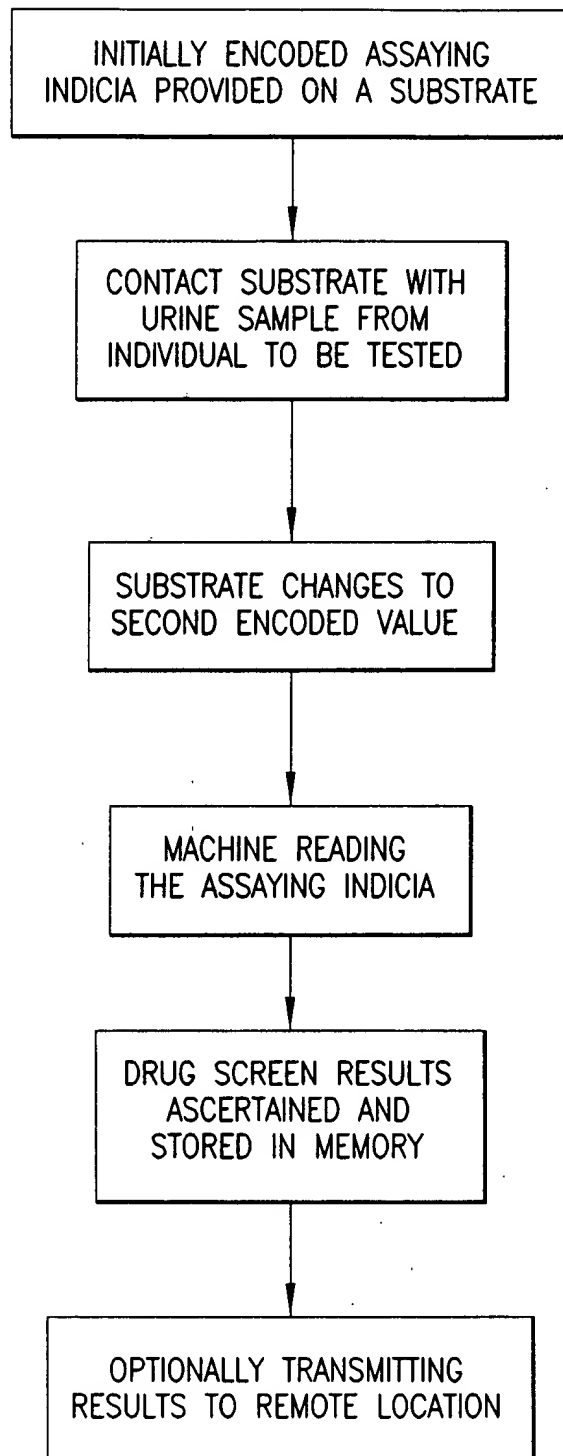 INITIALLY ENCODED ASSAYING
INDICIA PROVIDED ON A SUBSTRATE
CONTACT SUBSTRATE WITH
URINE SAMPLE FROM
INDIVIDUAL TO BE TESTED
SUBSTRATE CHANGES TO
SECOND ENCODED VALUE
MACHINE READING
THE ASSAYING INDICIA
DRUG SCREEN RESULTS
ASCERTAINED AND
STORED IN MEMORY
OPTIONALLY TRANSMITTING
RESULTS TO REMOTE LOCATION